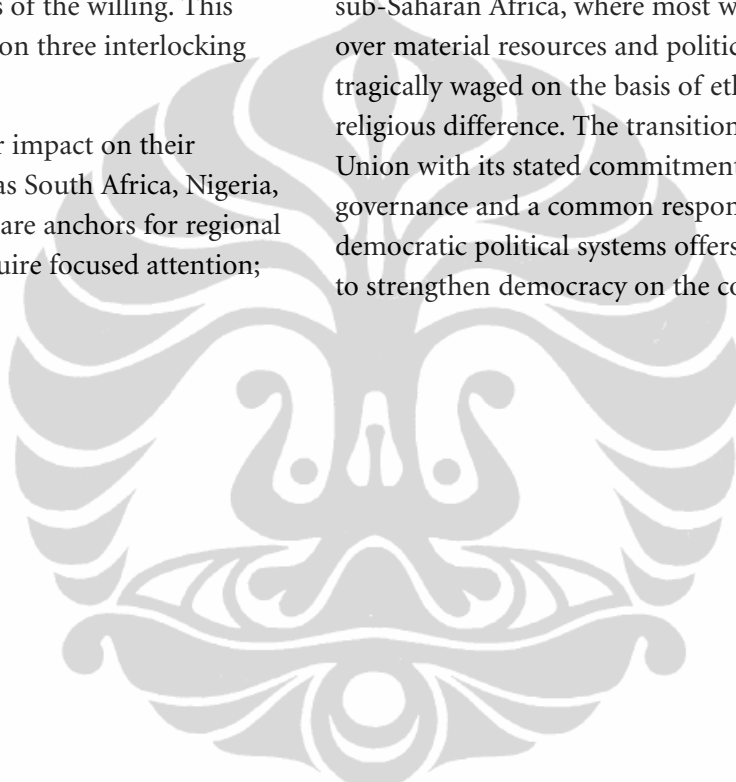 s of the willing. This
on three interlocking
r impact on their
as South Africa, Nigeria,
are anchors for regional
uire focused attention;
sub-Saharan Africa, where most w
over material resources and politic
tragically waged on the basis of eth
religious difference. The transition
Union with its stated commitment
governance and a common respon
democratic political systems offers
to strengthen democracy on the co